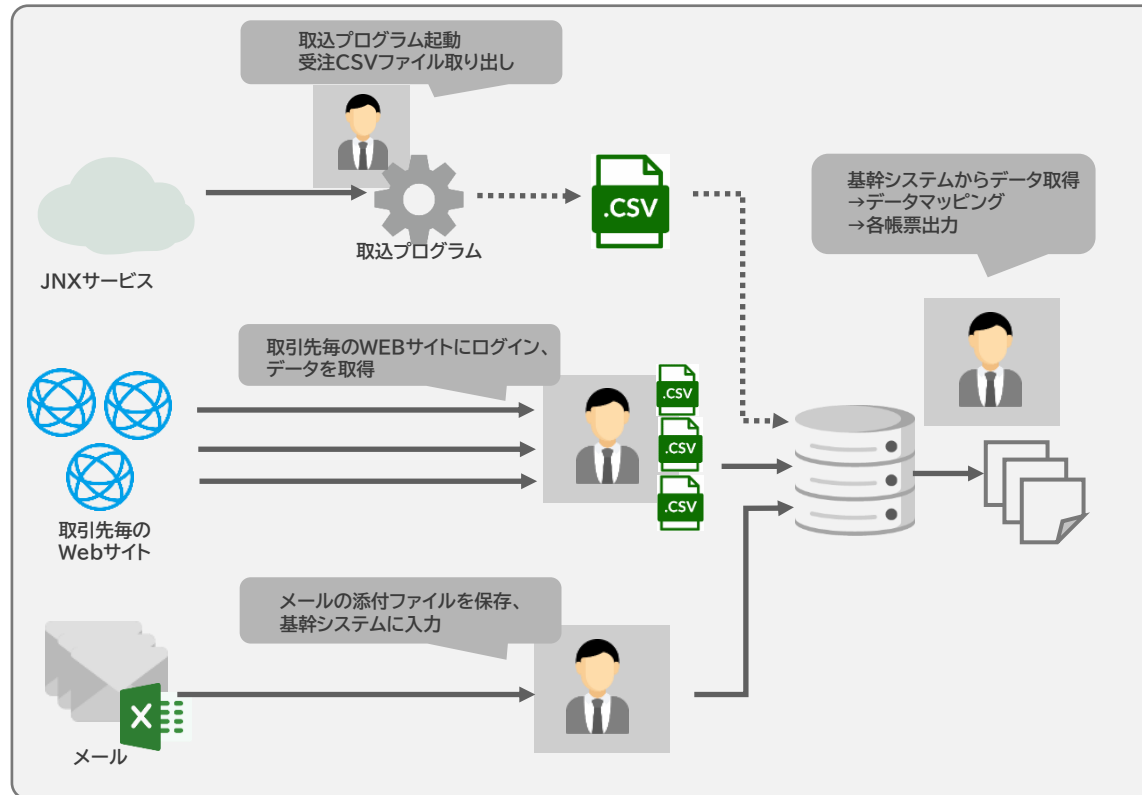 取込プログラム起動
受注CSVファイル取り出し
.CSV
取込プログラム
JNXサービス
基幹システムからデータ取得
→データマッピング
→各帳票出力
取引先毎のWEBサイトにログイン、
データを取得
.CSV
.CSV
.CSV
取引先毎の
Webサイト
メールの添付ファイルを保存、
基幹システムに入力
X
メール